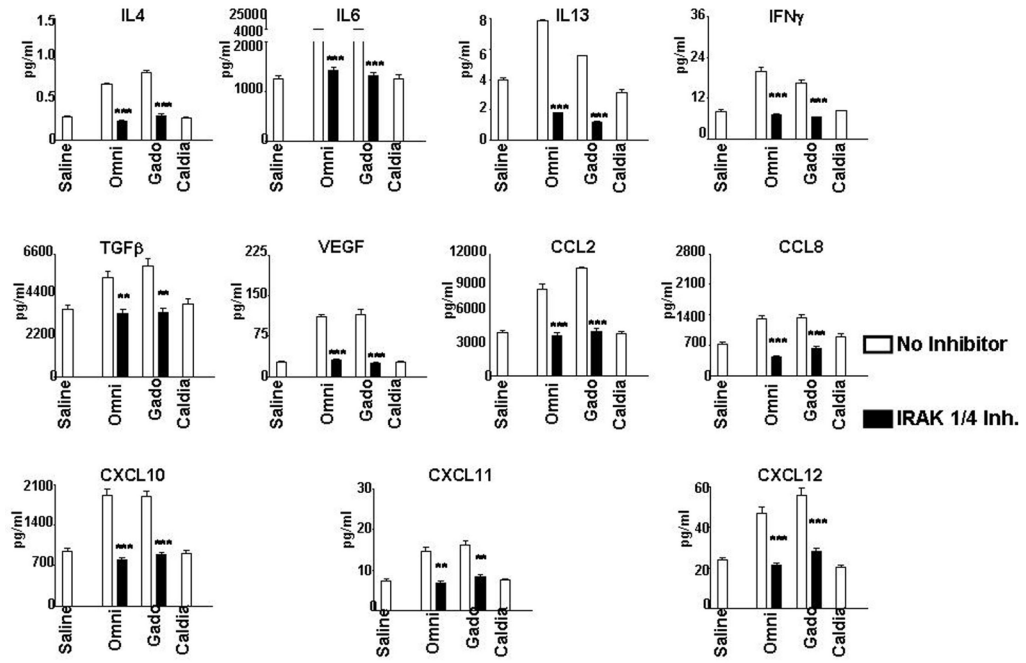 IL4
1.5
1.0
0.5
0
pg/ml
Saline
Omni
Gado
Caldia
***
***
IL6
25000
4000
2000
1000
0
pg/ml
Saline
Omni
Gado
Caldia
***
***
IL13
8
6
4
2
0
pg/ml
Saline
Omni
Gado
Caldia
***
***
IFNγ
36
24
12
0
pg/ml
Saline
Omni
Gado
Caldia
***
***
TGFβ
6600
4400
2200
0
pg/ml
Saline
Omni
Gado
Caldia
**
**
VEGF
225
150
75
0
pg/ml
Saline
Omni
Gado
Caldia
***
***
CCL2
12000
9000
6000
3000
0
pg/ml
Saline
Omni
Gado
Caldia
***
***
CCL8
2800
2100
1400
700
0
pg/ml
Saline
Omni
Gado
Caldia
***
***
No Inhibitor
IRAK 1/4 Inh.
CXCL10
2100
1400
700
0
pg/ml
Saline
Omni
Gado
Caldia
***
***
CXCL11
30
20
10
0
pg/ml
Saline
Omni
Gado
Caldia
**
**
CXCL12
60
40
20
0
pg/ml
Saline
Omni
Gado
Caldia
***
***